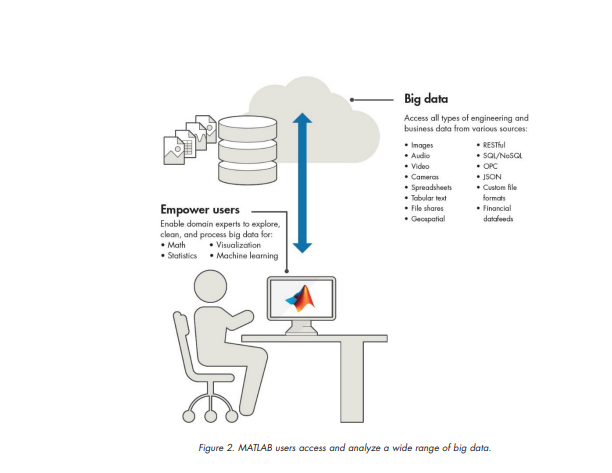 Big data
Access all types of engineering and
business data from various sources:
• Images
• Audio
• Video
• Cameras
• Spreadsheets
• Tabular text
• File shares
• Geospatial
• RESTful
• SQL/NoSQL
• OPC
• JSON
• Custom file
formats
• Financial
datafeeds
Empower users
Enable domain experts to explore,
clean, and process big data for:
• Math • Visualization
• Statistics • Machine learning
Figure 2. MATLAB users access and analyze a wide range of big data.